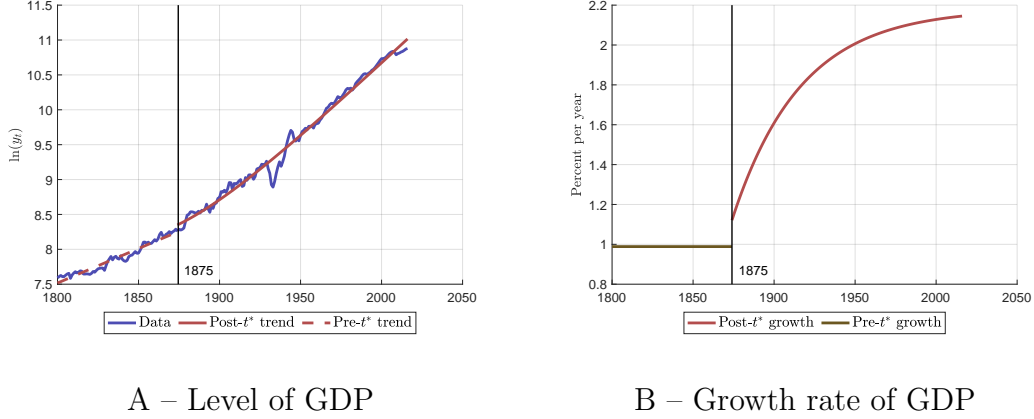 11.5
11
10.5
10
9.5
9
8.5
8
7.5
ln(y_t)
1875
1800 1850 1900 1950 2000 2050
Data Post-t* trend Pre-t* trend
A – Level of GDP
2.2
2
1.8
1.6
1.4
1.2
1
0.8
Percent per year
1875
1800 1850 1900 1950 2000 2050
Post-t* growth Pre-t* growth
B – Growth rate of GDP